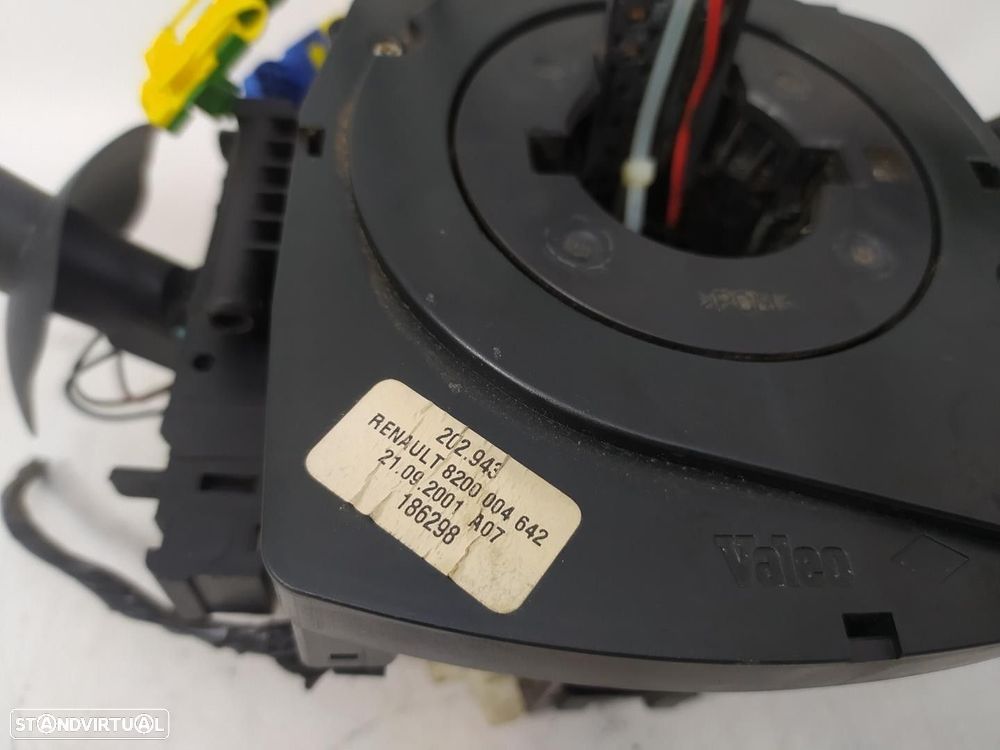 202.943
RENAULT 8200 004 642
21.09.2001 A07
186298
Valeo
STANDVIRTUAL